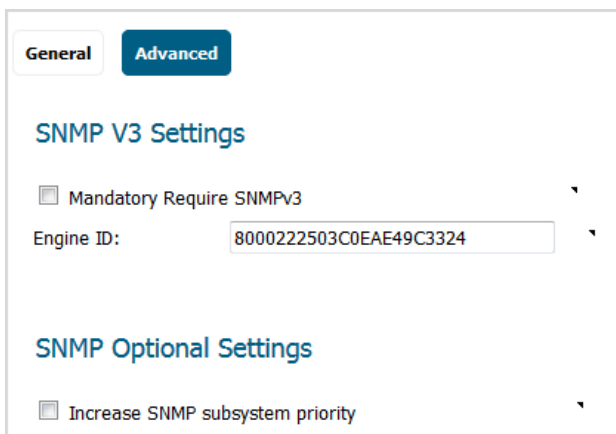 General Advanced
SNMP V3 Settings
Mandatory Require SNMPv3
Engine ID: 8000222503C0EAE49C3324
SNMP Optional Settings
Increase SNMP subsystem priority